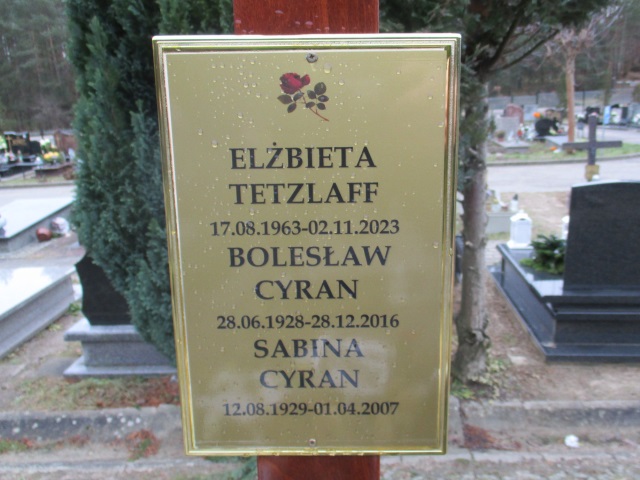 ELŻBIETA
TETZLAFF
17.08.1963-02.11.2023
BOLESŁAW
CYRAN
28.06.1928-28.12.2016
SABINA
CYRAN
12.08.1929-01.04.2007